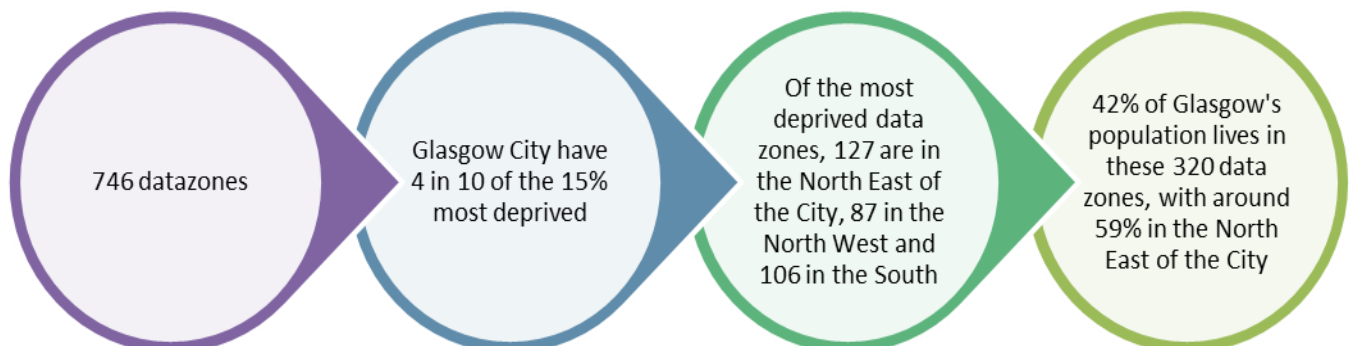 746 datazones
Glasgow City have
4 in 10 of the 15%
most deprived
Of the most
deprived data
zones, 127 are in
the North East of
the City, 87 in the
North West and
106 in the South
42% of Glasgow's
population lives in
these 320 data
zones, with around
59% in the North
East of the City